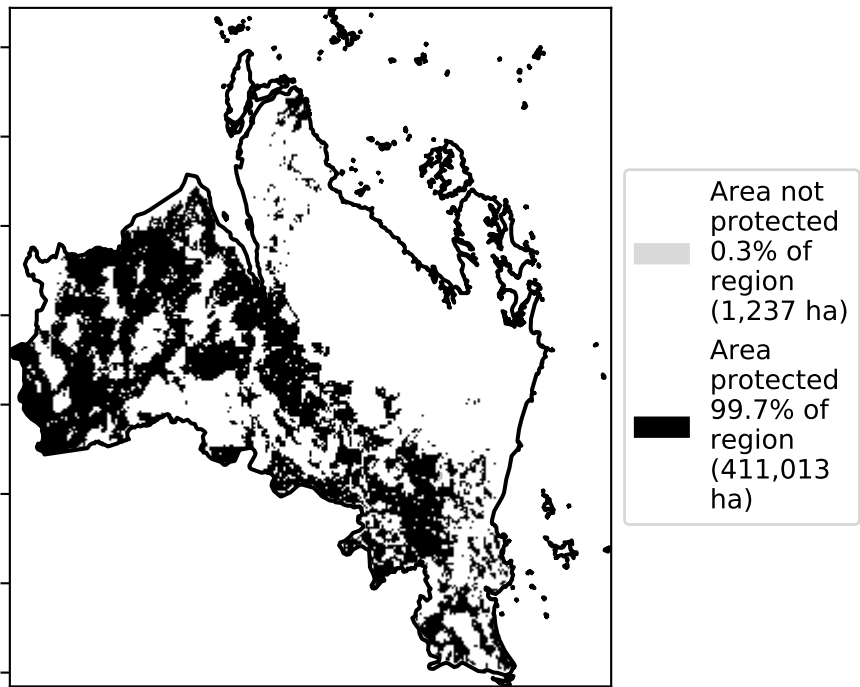 Area not
protected
0.3% of
region
(1,237 ha)
Area
protected
99.7% of
region
(411,013
ha)